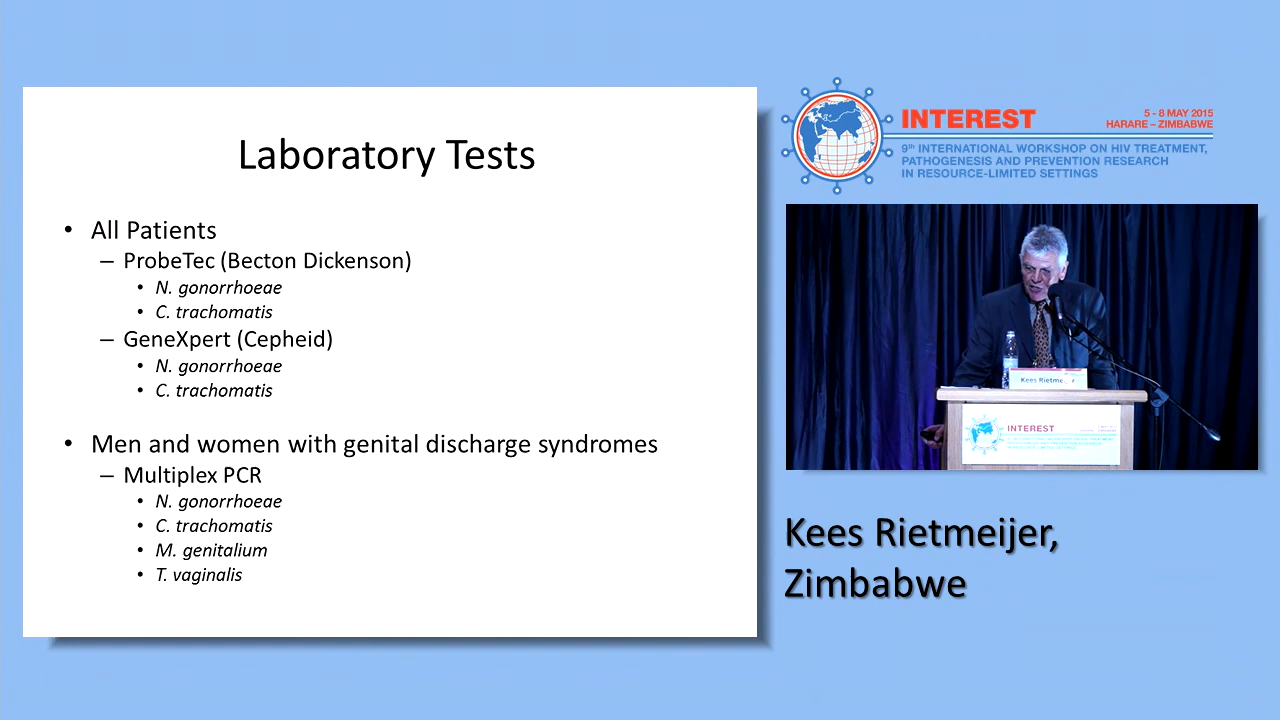 Laboratory Tests
• All Patients
– ProbeTec (Becton Dickenson)
• N. gonorrhoeae
• C. trachomatis
– GeneXpert (Cepheid)
• N. gonorrhoeae
• C. trachomatis
• Men and women with genital discharge syndromes
– Multiplex PCR
• N. gonorrhoeae
• C. trachomatis
• M. genitalium
• T. vaginalis
INTEREST
5 - 8 MAY 2015
HARARE – ZIMBABWE
9th INTERNATIONAL WORKSHOP ON HIV TREATMENT,
PATHOGENESIS AND PREVENTION RESEARCH
IN RESOURCE-LIMITED SETTINGS
Kees
INTEREST
Kees Rietmeijer,
Zimbabwe